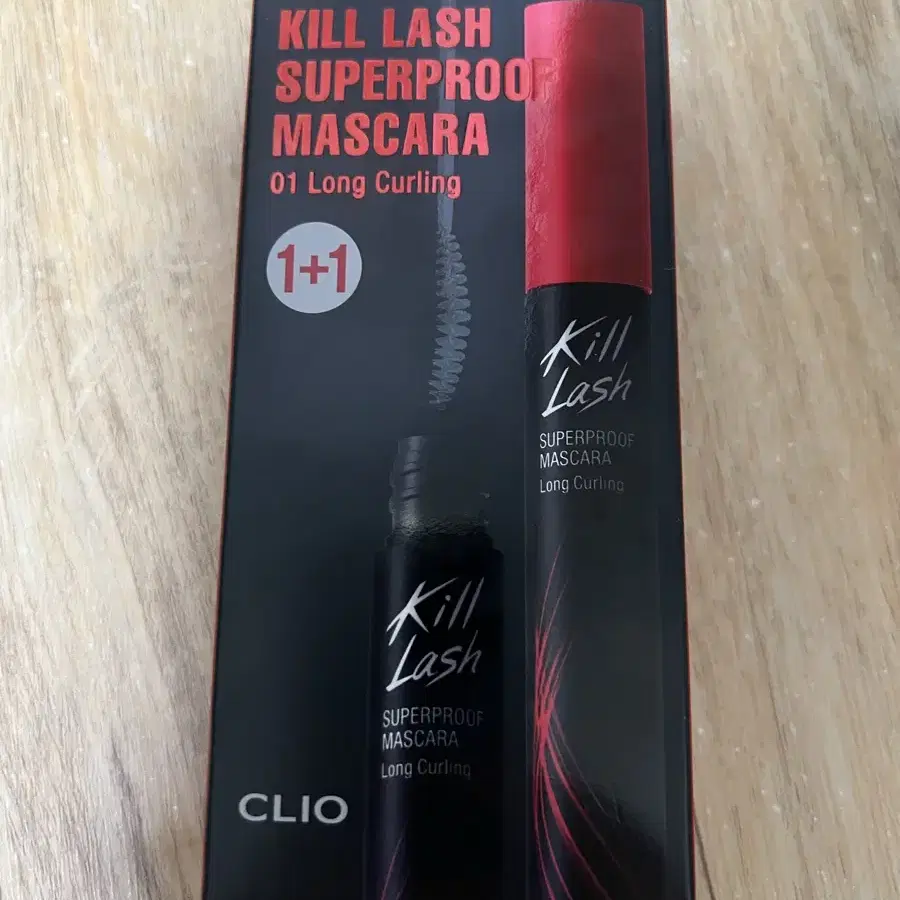 KILL LASH
SUPERPROOF
MASCARA
01 Long Curling
1+1
Kill
Lash
SUPERPROOF
MASCARA
Long Curling
Kill
Lash
SUPERPROOF
MASCARA
Long Curling
CLIO